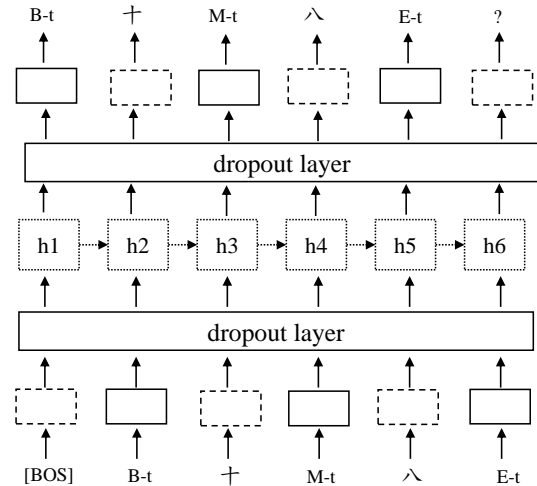 B-t 十 M-t 八 E-t ?
dropout layer
h1 h2 h3 h4 h5 h6
dropout layer
[BOS] B-t 十 M-t 八 E-t